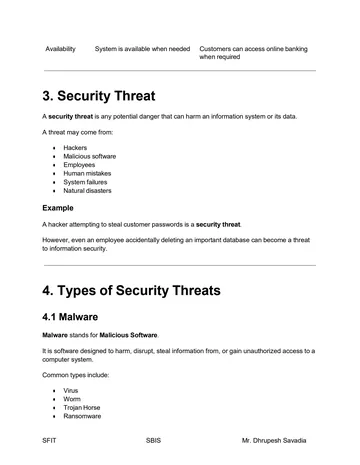 Availability System is available when needed Customers can access online banking
when required
3. Security Threat
A security threat is any potential danger that can harm an information system or its data.
A threat may come from:
• Hackers
• Malicious software
• Employees
• Human mistakes
• System failures
• Natural disasters
Example
A hacker attempting to steal customer passwords is a security threat.
However, even an employee accidentally deleting an important database can become a threat
to information security.
4. Types of Security Threats
4.1 Malware
Malware stands for Malicious Software.
It is software designed to harm, disrupt, steal information from, or gain unauthorized access to a
computer system.
Common types include:
• Virus
• Worm
• Trojan Horse
• Ransomware
SFIT SBIS Mr. Dhrupesh Savadia